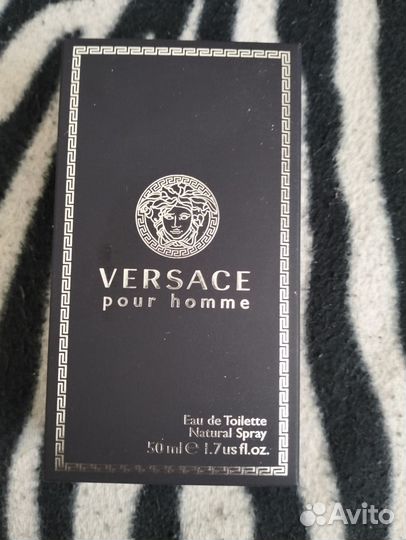 VERSACE
pour homme
Eau de Toilette
Natural Spray
50 ml ℮ 1.7 us fl.oz.
Avito